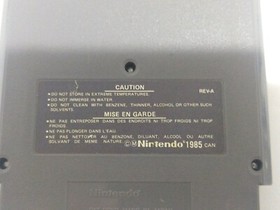 CAUTION
REV-A
•DO NOT STORE IN EXTREME TEMPERATURES.
•DO NOT IMMERSE IN WATER.
•DO NOT CLEAN WITH BENZENE, THINNER, ALCOHOL OR OTHER SUCH
SOLVENTS.
MISE EN GARDE
•NE PAS ENTREPOSER DANS DES ENDROITS NI TROP FROIDS NI TROP
CHAUDS.
•NE PAS PLONGER DANS L'EAU.
•NE PAS NETTOYER AU BENZENE, DILUANT, ALCOOL OU AUTRE
SOLVANT DE MEME NATURE.
©M Nintendo 1985 CAN
Nintendo